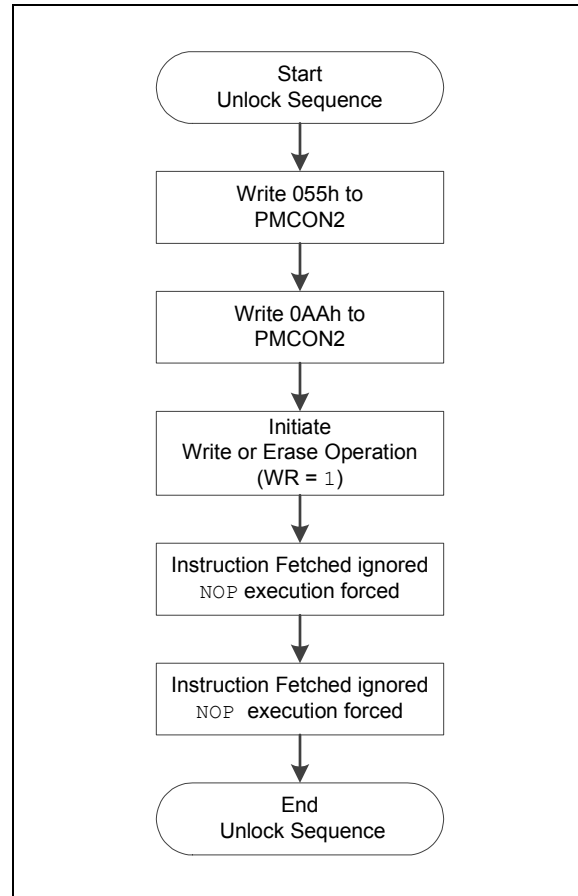 Start
Unlock Sequence
Write 055h to
PMCON2
Write 0AAh to
PMCON2
Initiate
Write or Erase Operation
(WR = 1)
Instruction Fetched ignored
NOP execution forced
Instruction Fetched ignored
NOP execution forced
End
Unlock Sequence